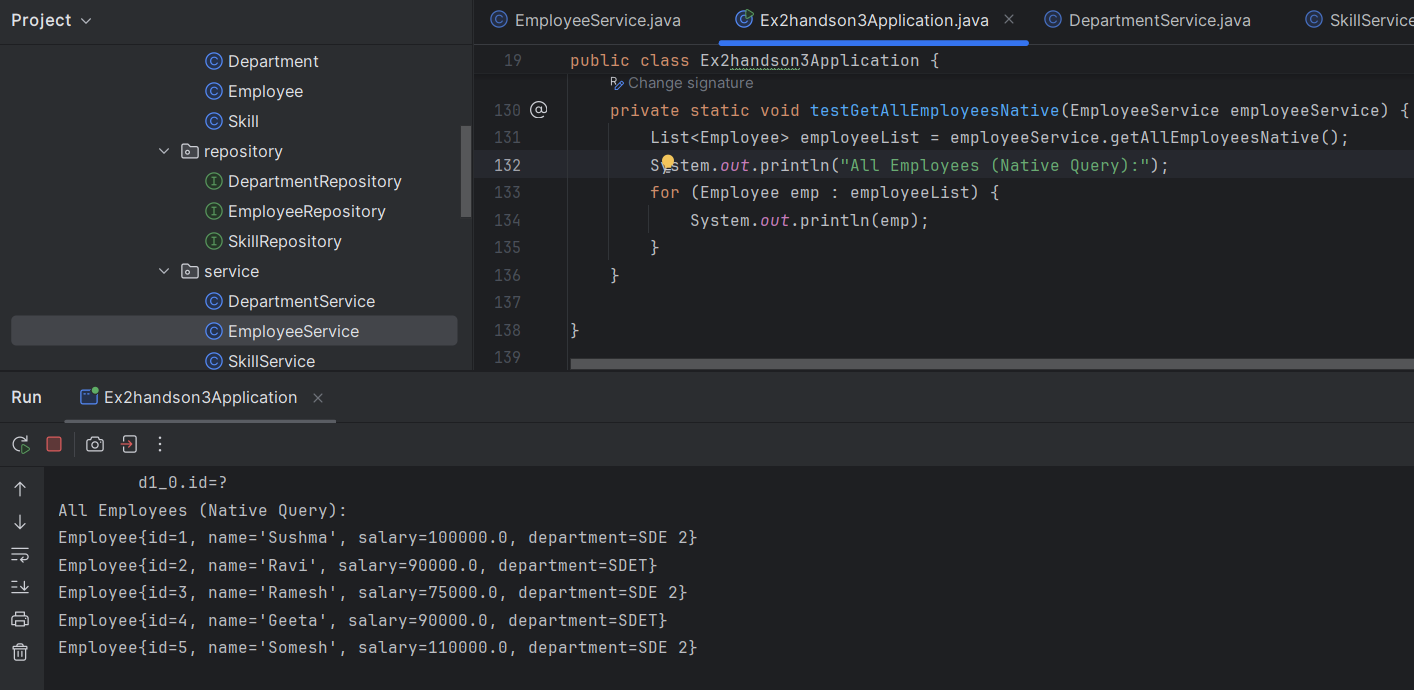 Project
Department
Employee
Skill
repository
DepartmentRepository
EmployeeRepository
SkillRepository
service
DepartmentService
EmployeeService
SkillService
EmployeeService.java
Ex2handson3Application.java
DepartmentService.java
SkillService
19 public class Ex2handson3Application {
Change signature
130 @ private static void testGetAllEmployeesNative(EmployeeService employeeService) {
131 List<Employee> employeeList = employeeService.getAllEmployeesNative();
132 System.out.println("All Employees (Native Query):");
133 for (Employee emp : employeeList) {
134 System.out.println(emp);
135 }
136 }
137
138 }
139
Run
Ex2handson3Application
d1_0.id=?
All Employees (Native Query):
Employee{id=1, name='Sushma', salary=100000.0, department=SDE 2}
Employee{id=2, name='Ravi', salary=90000.0, department=SDET}
Employee{id=3, name='Ramesh', salary=75000.0, department=SDE 2}
Employee{id=4, name='Geeta', salary=90000.0, department=SDET}
Employee{id=5, name='Somesh', salary=110000.0, department=SDE 2}